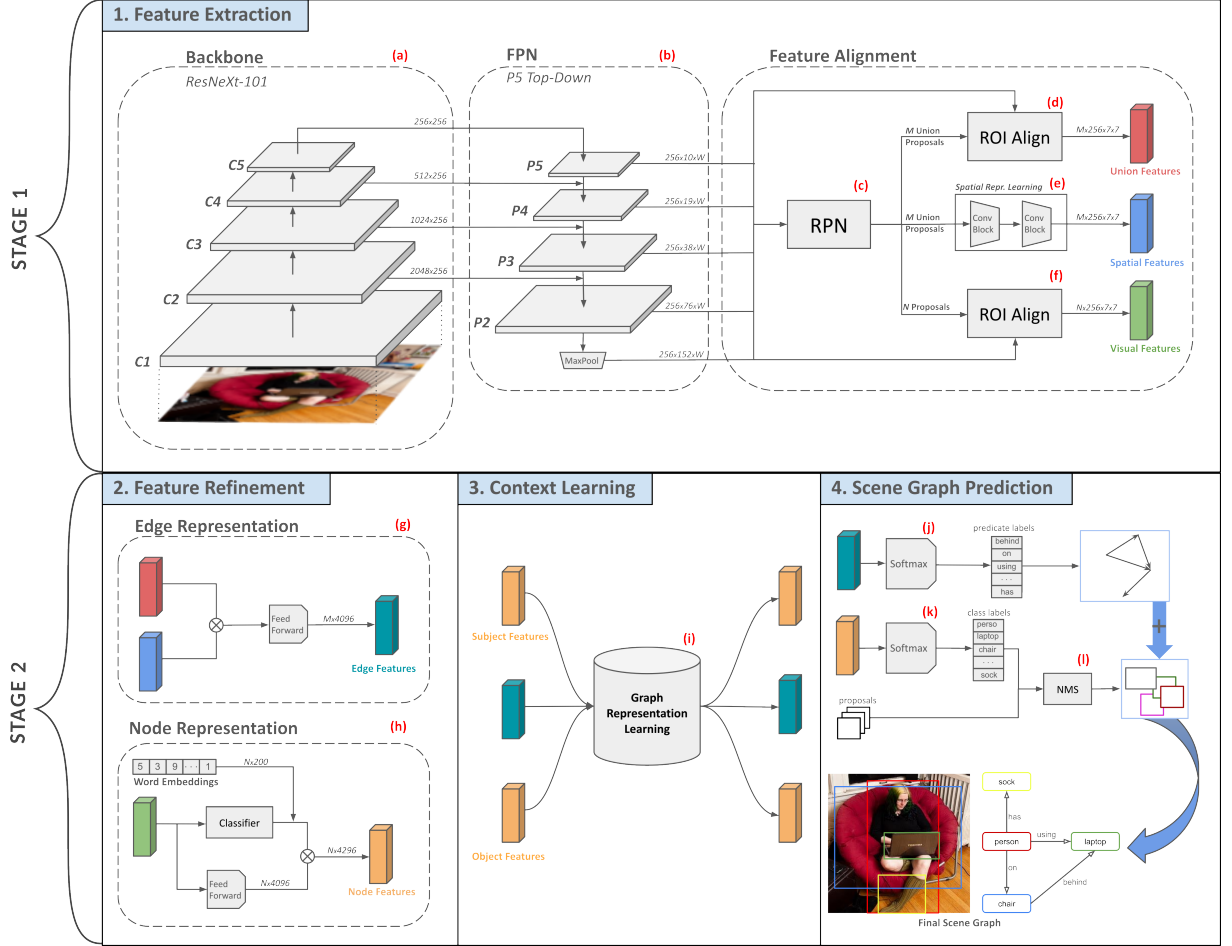 STAGE 1
1. Feature Extraction
Backbone
(a)
ResNeXt-101
C5
C4
C3
C2
C1
256x256
512x256
1024x256
2048x256
FPN
(b)
P5 Top-Down
P5
P4
P3
P2
MaxPool
256x10xW
256x19xW
256x38xW
256x76xW
256x152xW
Feature Alignment
(c)
RPN
M Union
Proposals
(d)
ROI Align
Mx256x7x7
Union Features
M Union
Proposals
Spatial Repr. Learning
(e)
Conv
Block
Conv
Block
Mx256x7x7
Spatial Features
N Proposals
(f)
ROI Align
Nx256x7x7
Visual Features
STAGE 2
2. Feature Refinement
Edge Representation
(g)
Feed
Forward
Mx4096
Edge Features
Node Representation
(h)
5 3 9 ... 1
Word Embeddings
Nx200
Classifier
Feed
Forward
Nx4096
Nx4296
Node Features
3. Context Learning
Subject Features
(i)
Graph
Representation
Learning
Object Features
4. Scene Graph Prediction
(j)
Softmax
predicate labels
behind
on
using
...
has
(k)
Softmax
class labels
perso
laptop
chair
...
sock
+
proposals
(l)
NMS
sock
has
person
using
laptop
on
behind
chair
Final Scene Graph